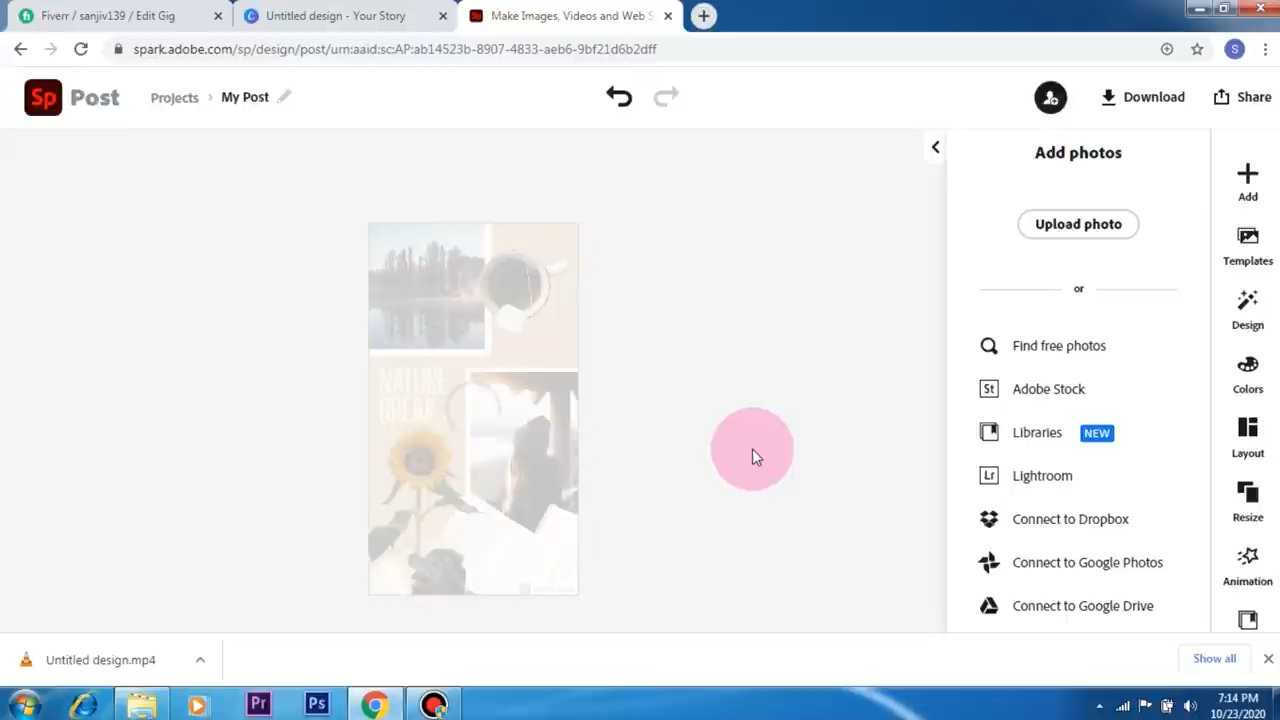 Fiverr / sanjiv139 / Edit Gig
Untitled design - Your Story
Make Images, Videos and Web S
spark.adobe.com/sp/design/post/urn:aaid:sc:AP:ab14523b-8907-4833-aeb6-9bf21d6b2dff
S
Sp Post
Projects > My Post
Download
Share
Add photos
Upload photo
or
Find free photos
St Adobe Stock
Libraries NEW
Lr Lightroom
Connect to Dropbox
Connect to Google Photos
Connect to Google Drive
Add
Templates
Design
Colors
Layout
Resize
Animation
NATURE
BREAK
Untitled design.mp4
Show all
Pr
Ps
7:14 PM
10/23/2020